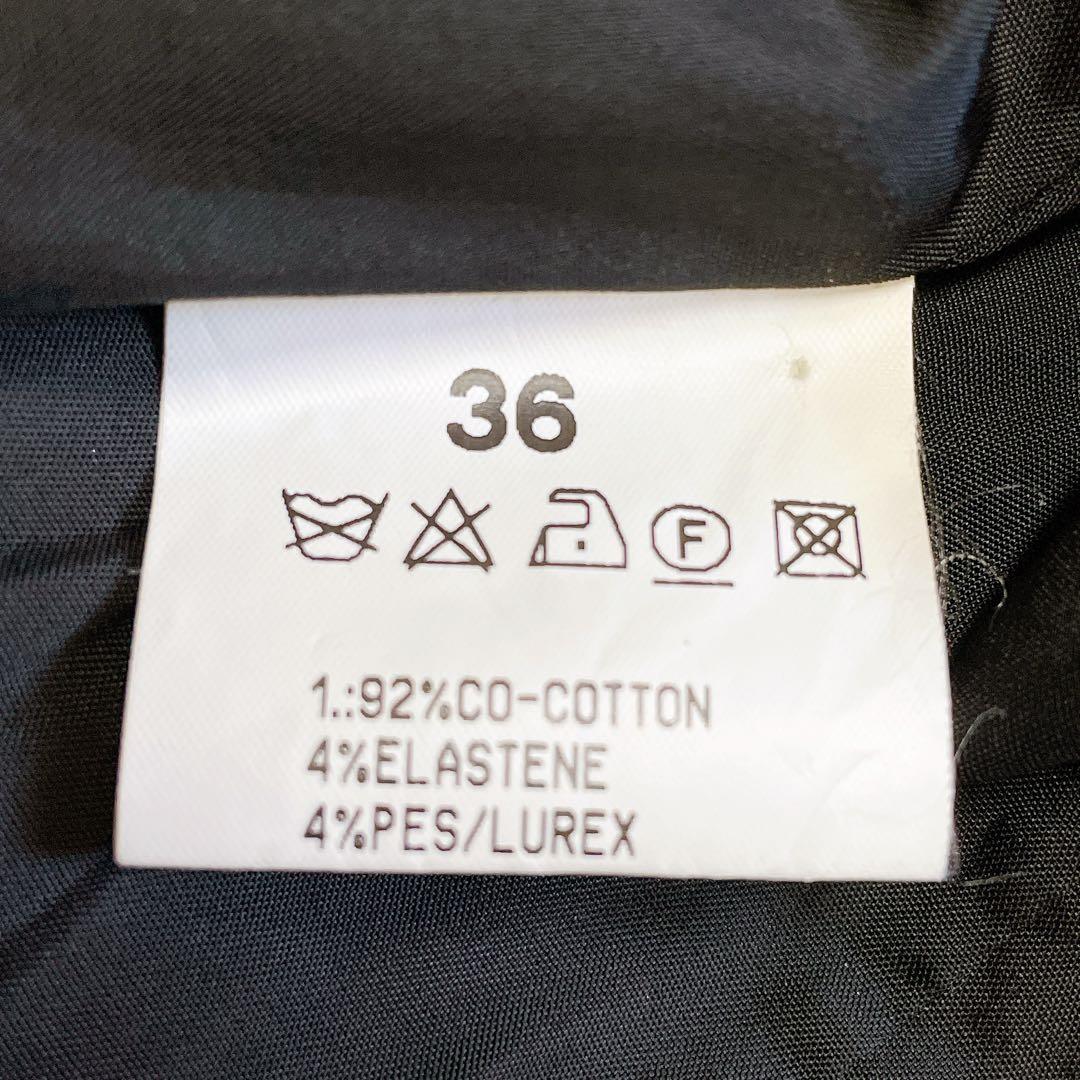 36
F
1.:92%CO-COTTON
4%ELASTENE
4%PES/LUREX